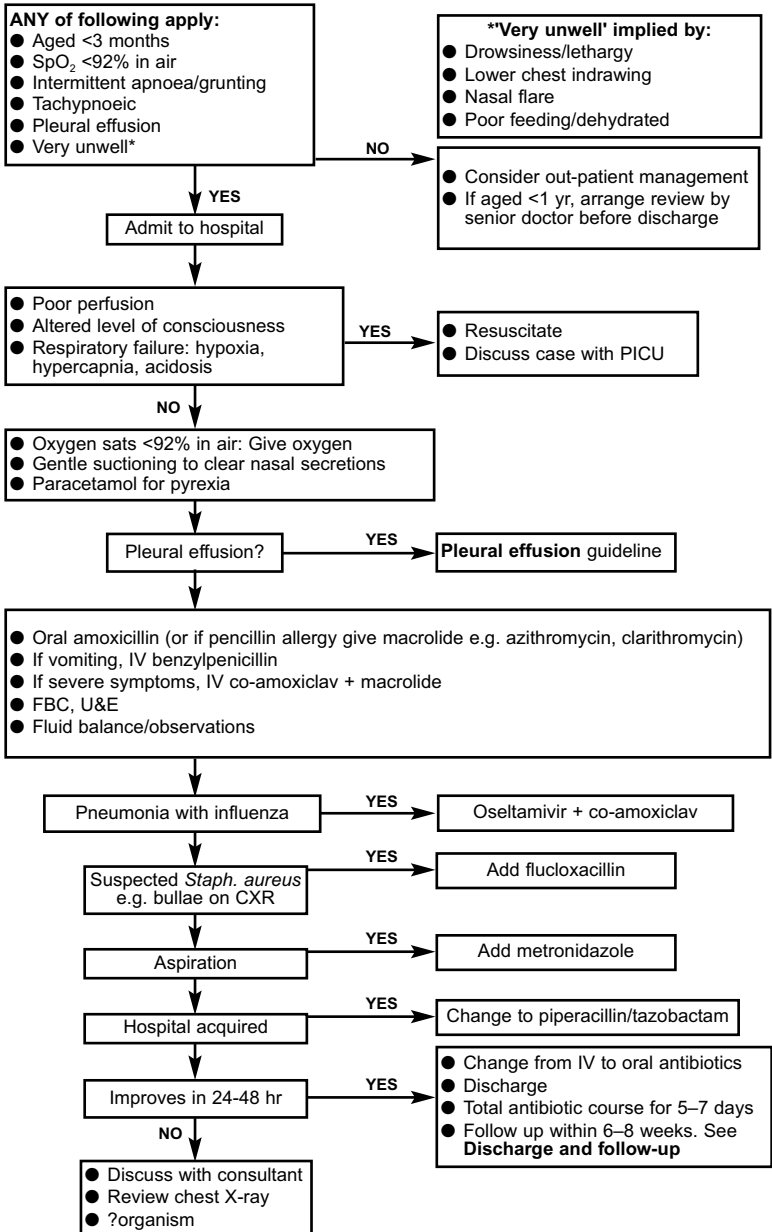 ANY of following apply:
● Aged <3 months
● SpO₂ <92% in air
● Intermittent apnoea/grunting
● Tachypnoeic
● Pleural effusion
● Very unwell*
*'Very unwell' implied by:
● Drowsiness/lethargy
● Lower chest indrawing
● Nasal flare
● Poor feeding/dehydrated
NO
● Consider out-patient management
● If aged <1 yr, arrange review by
senior doctor before discharge
YES
Admit to hospital
● Poor perfusion
● Altered level of consciousness
● Respiratory failure: hypoxia,
hypercapnia, acidosis
YES
● Resuscitate
● Discuss case with PICU
NO
● Oxygen sats <92% in air: Give oxygen
● Gentle suctioning to clear nasal secretions
● Paracetamol for pyrexia
Pleural effusion?
YES
Pleural effusion guideline
● Oral amoxicillin (or if pencillin allergy give macrolide e.g. azithromycin, clarithromycin)
● If vomiting, IV benzylpenicillin
● If severe symptoms, IV co-amoxiclav + macrolide
● FBC, U&E
● Fluid balance/observations
Pneumonia with influenza
YES
Oseltamivir + co-amoxiclav
Suspected Staph. aureus
e.g. bullae on CXR
YES
Add flucloxacillin
Aspiration
YES
Add metronidazole
Hospital acquired
YES
Change to piperacillin/tazobactam
Improves in 24-48 hr
YES
● Change from IV to oral antibiotics
● Discharge
● Total antibiotic course for 5–7 days
● Follow up within 6–8 weeks. See
Discharge and follow-up
NO
● Discuss with consultant
● Review chest X-ray
● ?organism